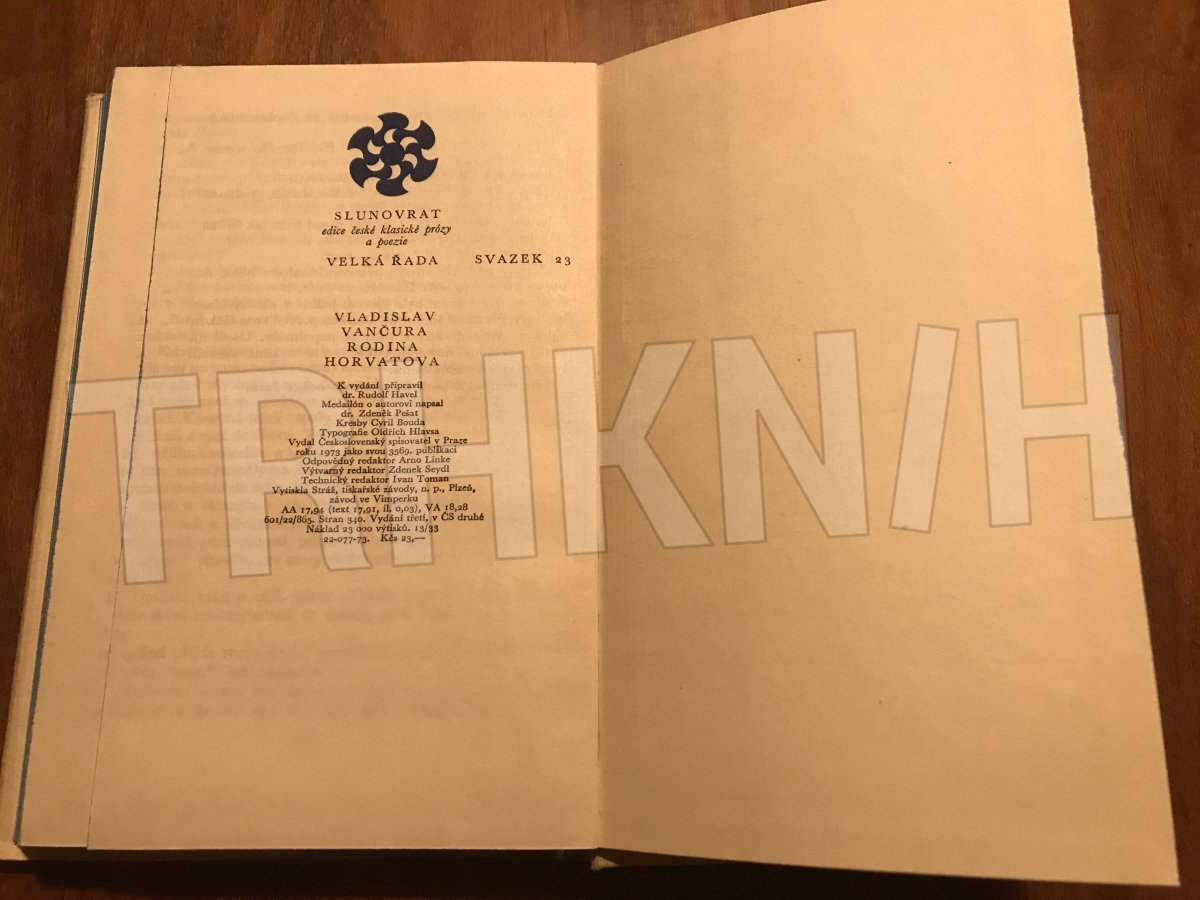 SLUNOVRAT
edice české klasické prózy
a poezie
VELKÁ ŘADA SVAZEK 23
VLADISLAV
VANČURA
RODINA
HORVATOVA
K vydání připravil
dr. Rudolf Havel
Medailón o autorovi napsal
dr. Zdeněk Pešat
Kresby Cyril Bouda
Typografie Oldřich Hlavsa
Vydal Československý spisovatel v Praze
roku 1973 jako svou 3569. publikaci
Odpovědný redaktor Arno Linke
Výtvarný redaktor Zdenek Seydl
Technický redaktor Ivan Toman
Vytiskla Stráž, tiskařské závody, n. p., Plzeň,
závod ve Vimperku
AA 17,94 (text 17,91, il. 0,03), VA 18,28
601/22/865. Stran 340. Vydání třetí, v ČS druhé
Náklad 23 000 výtisků. 13/33
22-077-73. Kčs 23,—
TRHKNIH